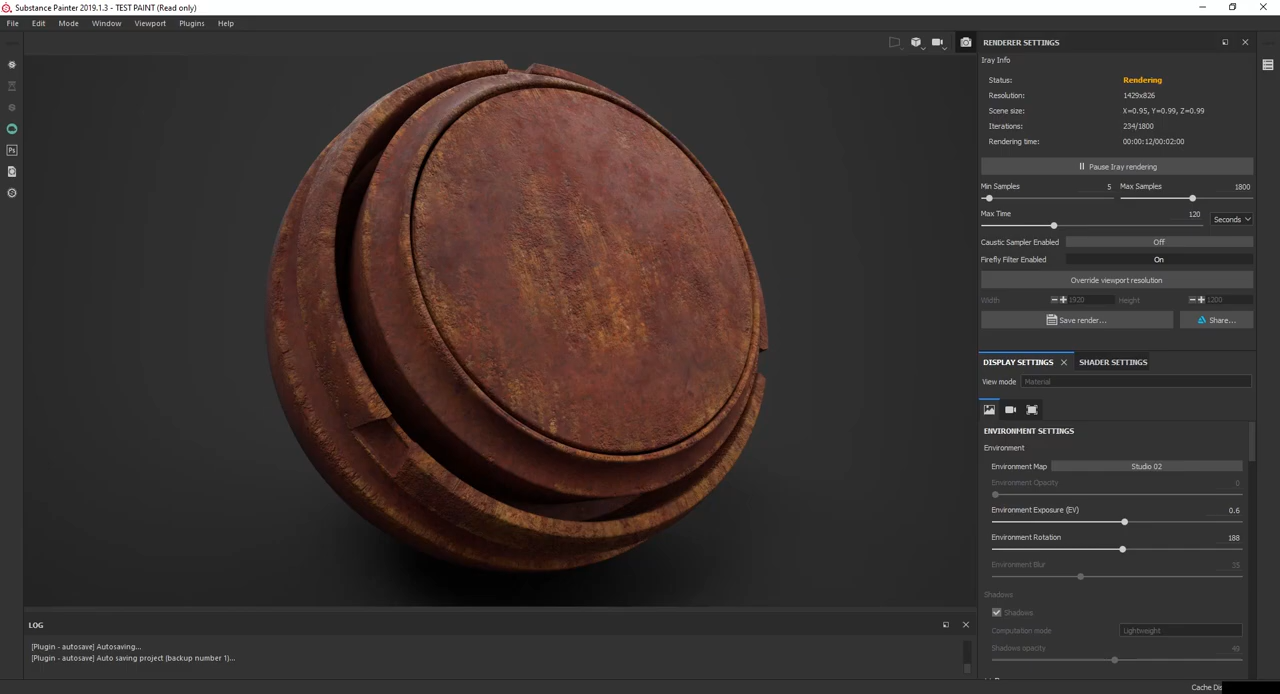 Substance Painter 2019.1.3 - TEST PAINT (Read only)
File Edit Mode Window Viewport Plugins Help
RENDERER SETTINGS
Iray Info
Status: Rendering
Resolution: 1429x826
Scene size: X=0.95, Y=0.99, Z=0.99
Iterations: 234/1800
Rendering time: 00:00:12/00:02:00
Pause Iray rendering
Min Samples 5 Max Samples 1800
Max Time 120 Seconds
Caustic Sampler Enabled Off
Firefly Filter Enabled On
Override viewport resolution
Width 1920 Height 1200
Save render... Share...
DISPLAY SETTINGS SHADER SETTINGS
View mode Material
Ps
ENVIRONMENT SETTINGS
Environment
Environment Map Studio 02
Environment Opacity 0
Environment Exposure (EV) 0.6
Environment Rotation 188
Environment Blur 35
Shadows
Shadows
Computation mode Lightweight
Shadows opacity 49
LOG
[Plugin - autosave] Autosaving...
[Plugin - autosave] Auto saving project (backup number 1)...
Cache Dis